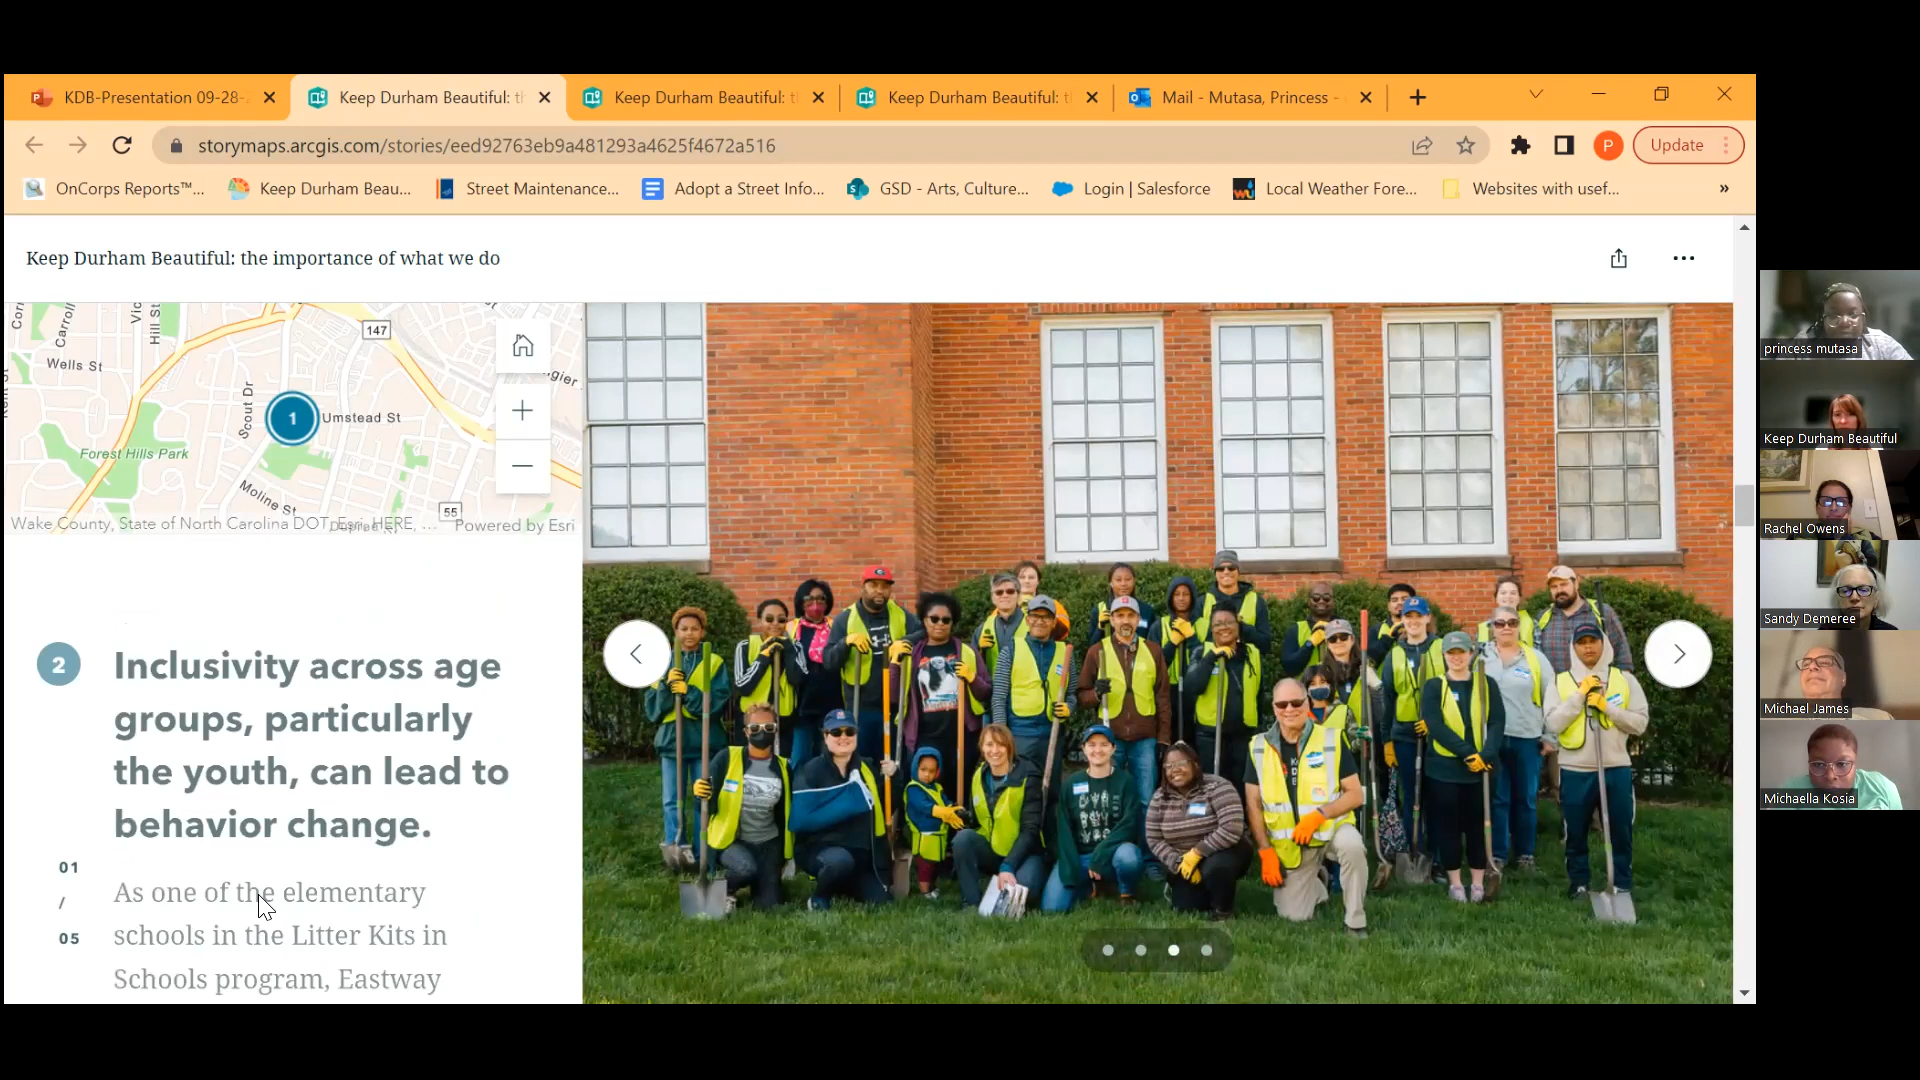 KDB-Presentation 09-28-
Keep Durham Beautiful: t
Keep Durham Beautiful: t
Keep Durham Beautiful: t
Mail - Mutasa, Princess -
storymaps.arcgis.com/stories/eed92763eb9a481293a4625f4672a516
P
Update
OnCorps Reports™...
Keep Durham Beau...
Street Maintenance...
Adopt a Street Info...
GSD - Arts, Culture...
Login | Salesforce
Local Weather Fore...
Websites with usef...
»
Keep Durham Beautiful: the importance of what we do
Carroll
Hill St
147
Wells St
Scout Dr
1
Umstead St
Forest Hills Park
Moline St
55
Wake County, State of North Carolina DOT, Esri, HERE, ...
Powered by Esri
2
Inclusivity across age
groups, particularly
the youth, can lead to
behavior change.
01
/
05
As one of the elementary
schools in the Litter Kits in
Schools program, Eastway
princess mutasa
Keep Durham Beautiful
Rachel Owens
Sandy Demeree
Michael James
Michaella Kosia